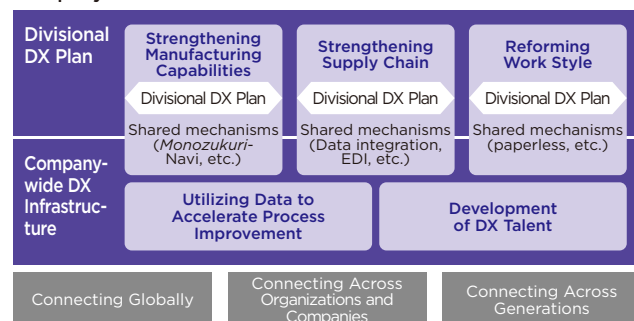 Divisional
DX Plan
Strengthening
Manufacturing
Capabilities
Strengthening
Supply Chain
Reforming
Work Style
Divisional DX Plan
Divisional DX Plan
Divisional DX Plan
Shared mechanisms
(Monozukuri-
Navi, etc.)
Shared mechanisms
(Data integration,
EDI, etc.)
Shared mechanisms
(paperless, etc.)
Company-
wide DX
Infrastruc-
ture
Utilizing Data to
Accelerate Process
Improvement
Development
of DX Talent
Connecting Globally
Connecting Across
Organizations and
Companies
Connecting Across
Generations